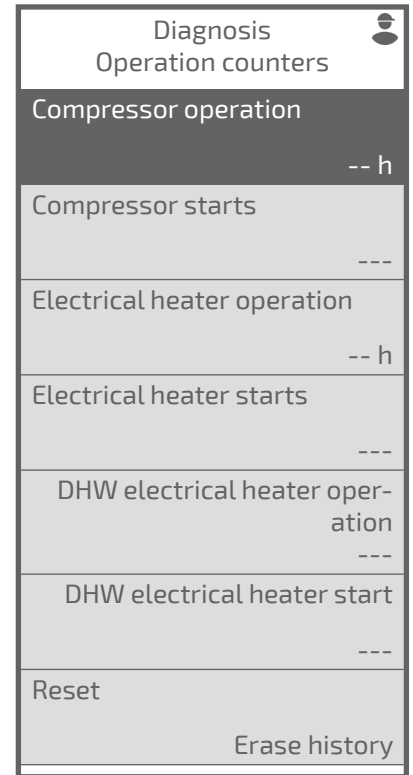 Diagnosis
Operation counters
Compressor operation
-- h
Compressor starts
---
Electrical heater operation
-- h
Electrical heater starts
---
DHW electrical heater oper-
ation
---
DHW electrical heater start
---
Reset
Erase history